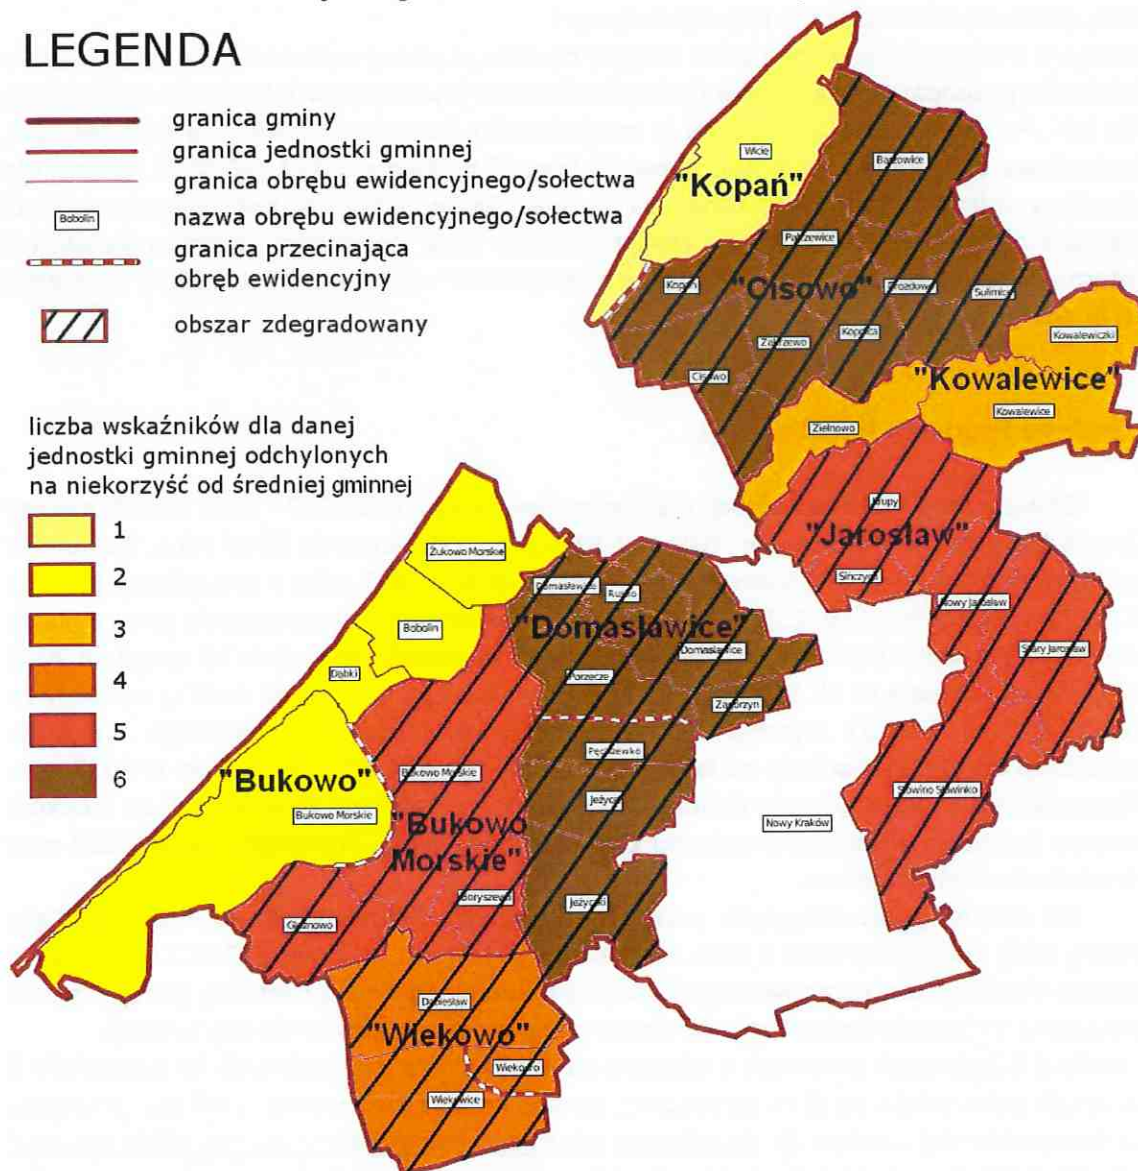 LEGENDA
granica gminy
granica jednostki gminnej
granica obrębu ewidencyjnego/sołectwa
Bobolin
nazwa obrębu ewidencyjnego/sołectwa
granica przecinająca
obręb ewidencyjny
obszar zdegradowany
liczba wskaźników dla danej
jednostki gminnej odchylonych
na niekorzyść od średniej gminnej
1
2
3
4
5
6
Wicie
"Kopań"
Barzowice
Palczewice
Kopań
"Cisowo"
Drozdowo
Sulimice
Zakrzewo
Kopnica
Cisowo
Kowalewiczki
"Kowalewice"
Kowalewice
Zielnowo
Krupy
"Jarosław"
Sińczyca
Nowy Jarosław
Stary Jarosław
Słowino Słowinko
Nowy Kraków
Żukowo Morskie
Bobolin
Dąbki
Domasławice
Rusko
"Domasławice"
Domasławice
Porzecze
Zagórzyn
Pęciszewko
Jeżyce
Jeżyczki
"Bukowo"
Bukowo Morskie
Bukowo Morskie
"Bukowo
Morskie"
Boryszewo
Gleźnowo
Dobiesław
"Wiekowo"
Wiekowo
Wiekowice